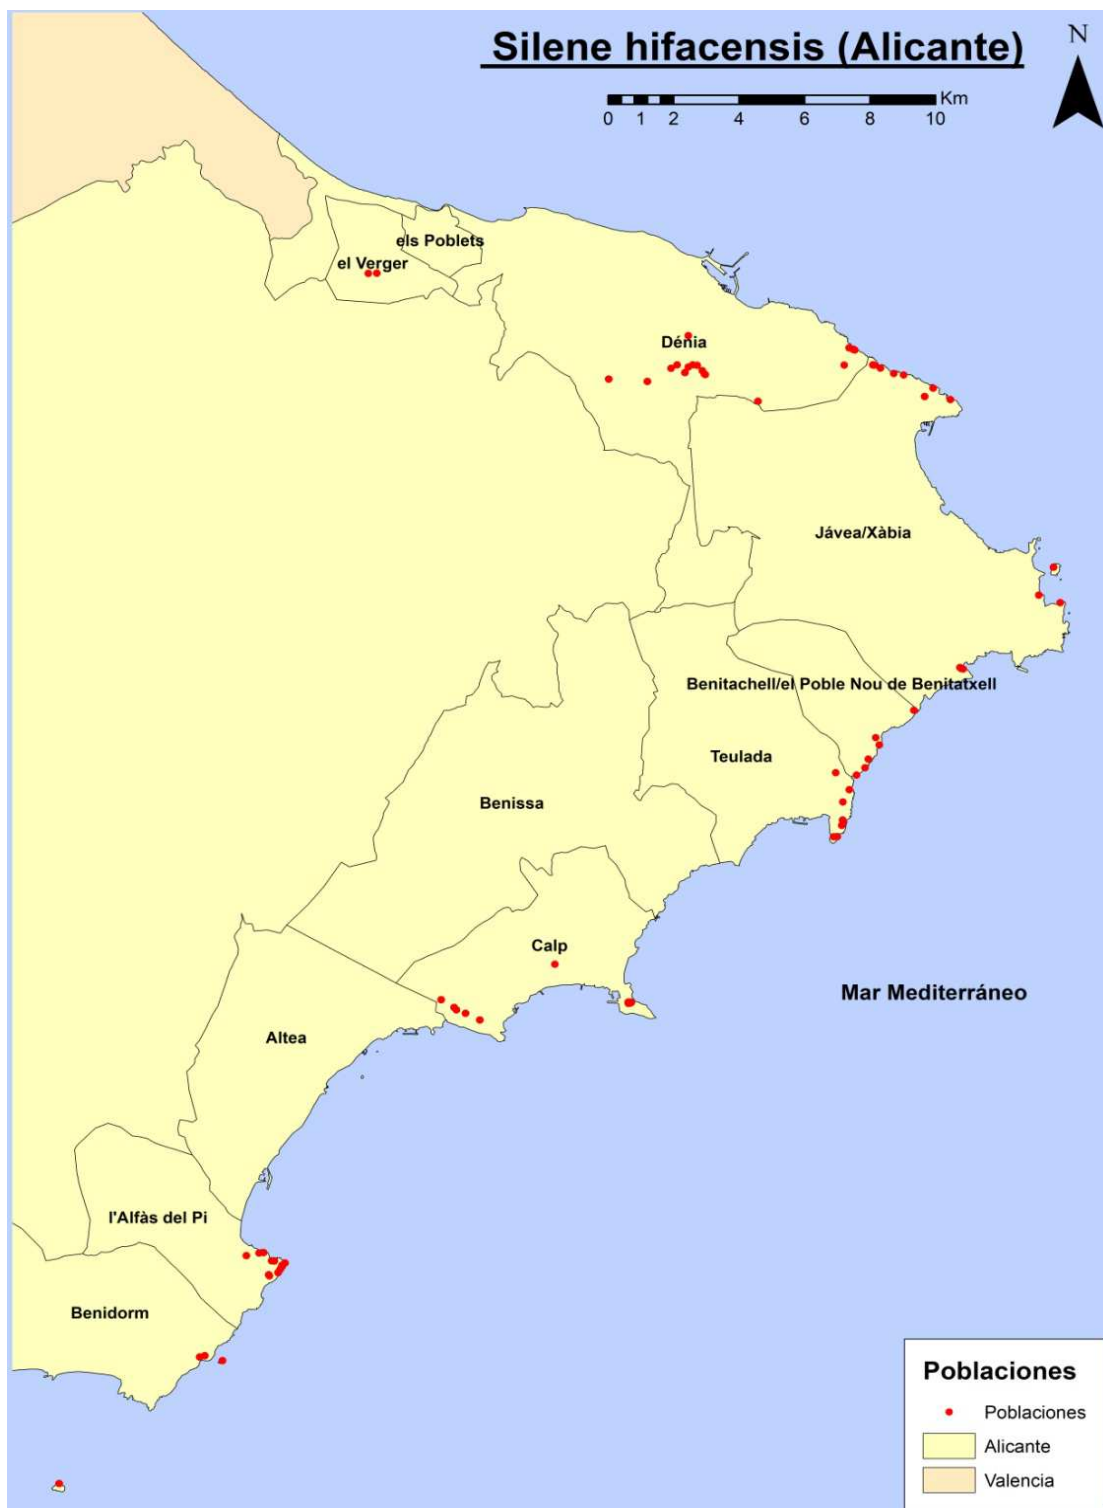 Silene hifacensis (Alicante)
N
Km
0 1 2 4 6 8 10
els Poblets
el Verger
Dénia
Jávea/Xàbia
Benitachell/el Poble Nou de Benitatxell
Teulada
Benissa
Calp
Mar Mediterráneo
Altea
l'Alfàs del Pi
Benidorm
Poblaciones
Poblaciones
Alicante
Valencia